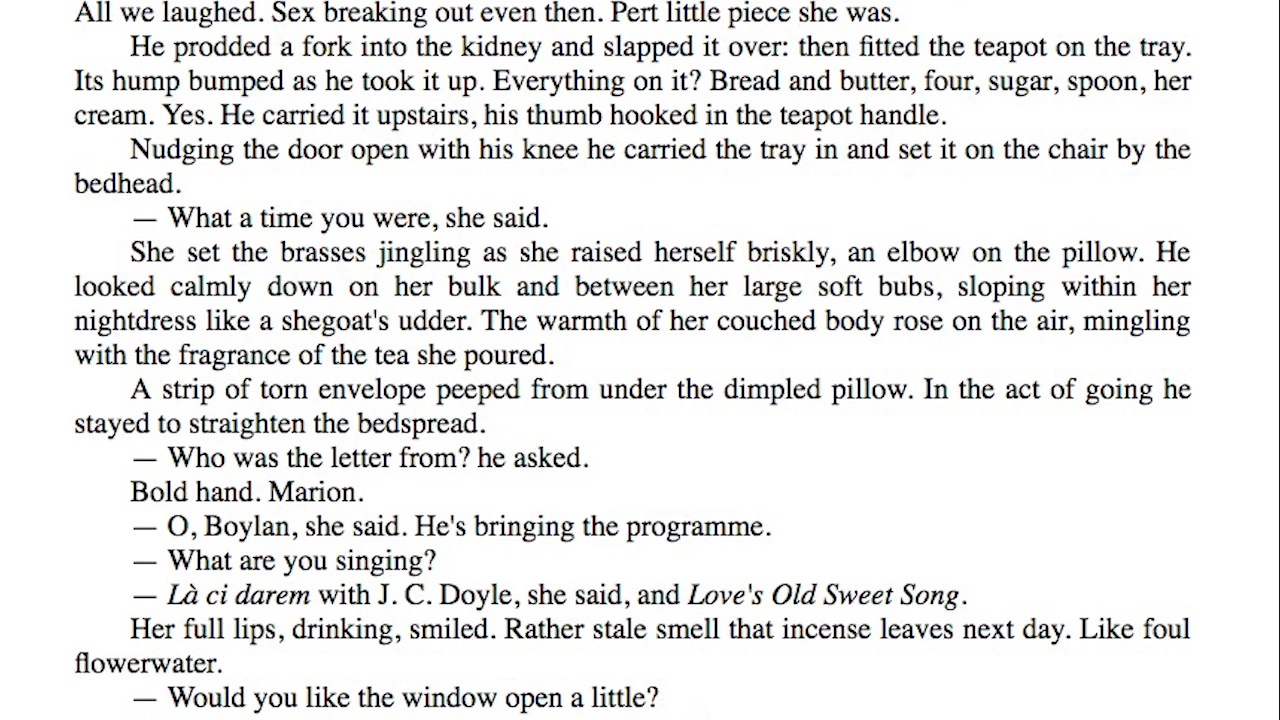 All we laughed. Sex breaking out even then. Pert little piece she was.
He prodded a fork into the kidney and slapped it over: then fitted the teapot on the tray.
Its hump bumped as he took it up. Everything on it? Bread and butter, four, sugar, spoon, her
cream. Yes. He carried it upstairs, his thumb hooked in the teapot handle.
Nudging the door open with his knee he carried the tray in and set it on the chair by the
bedhead.
— What a time you were, she said.
She set the brasses jingling as she raised herself briskly, an elbow on the pillow. He
looked calmly down on her bulk and between her large soft bubs, sloping within her
nightdress like a shegoat's udder. The warmth of her couched body rose on the air, mingling
with the fragrance of the tea she poured.
A strip of torn envelope peeped from under the dimpled pillow. In the act of going he
stayed to straighten the bedspread.
— Who was the letter from? he asked.
Bold hand. Marion.
— O, Boylan, she said. He's bringing the programme.
— What are you singing?
— Là ci darem with J. C. Doyle, she said, and Love's Old Sweet Song.
Her full lips, drinking, smiled. Rather stale smell that incense leaves next day. Like foul
flowerwater.
— Would you like the window open a little?